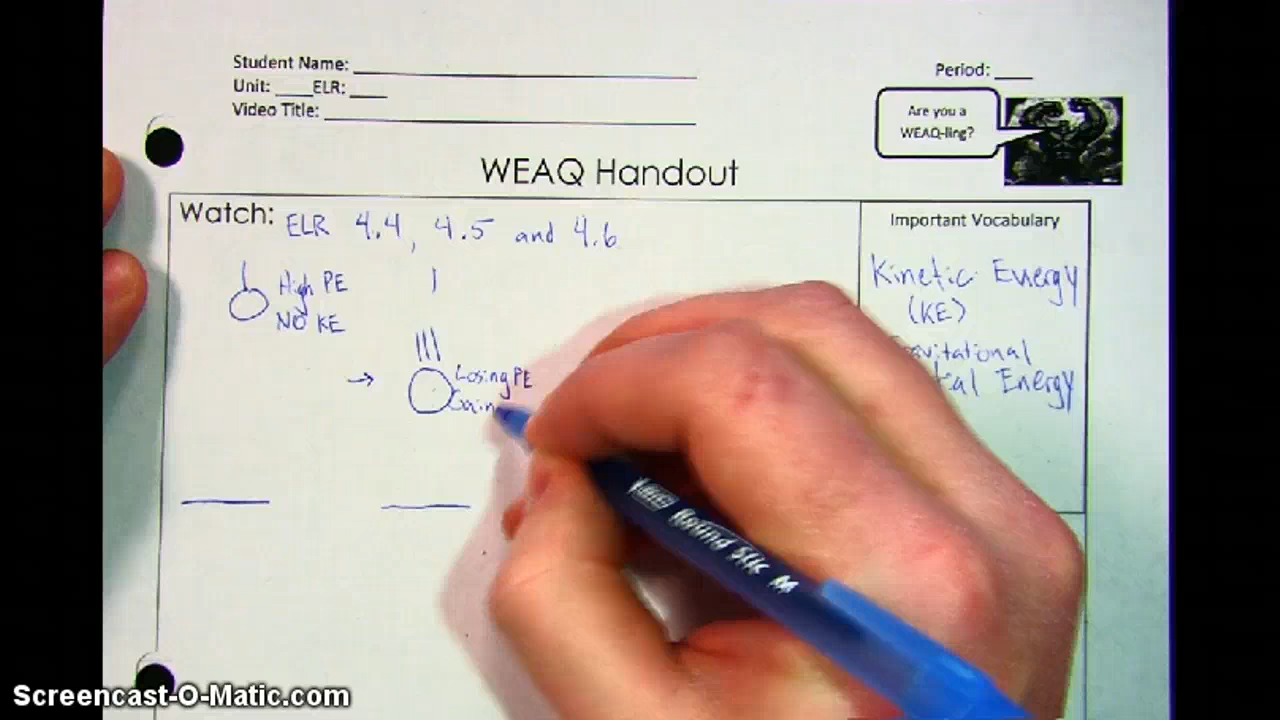 Student Name:
Period:
Unit: ELR:
Video Title:
Are you a
WEAQ-ling?
WEAQ Handout
Watch: ELR 4.4, 4.5 and 4.6
Important Vocabulary
High PE
NO KE
Kinetic Energy
(KE)
Energy
Losing PE
BIC Round Stic M
Screencast-O-Matic.com